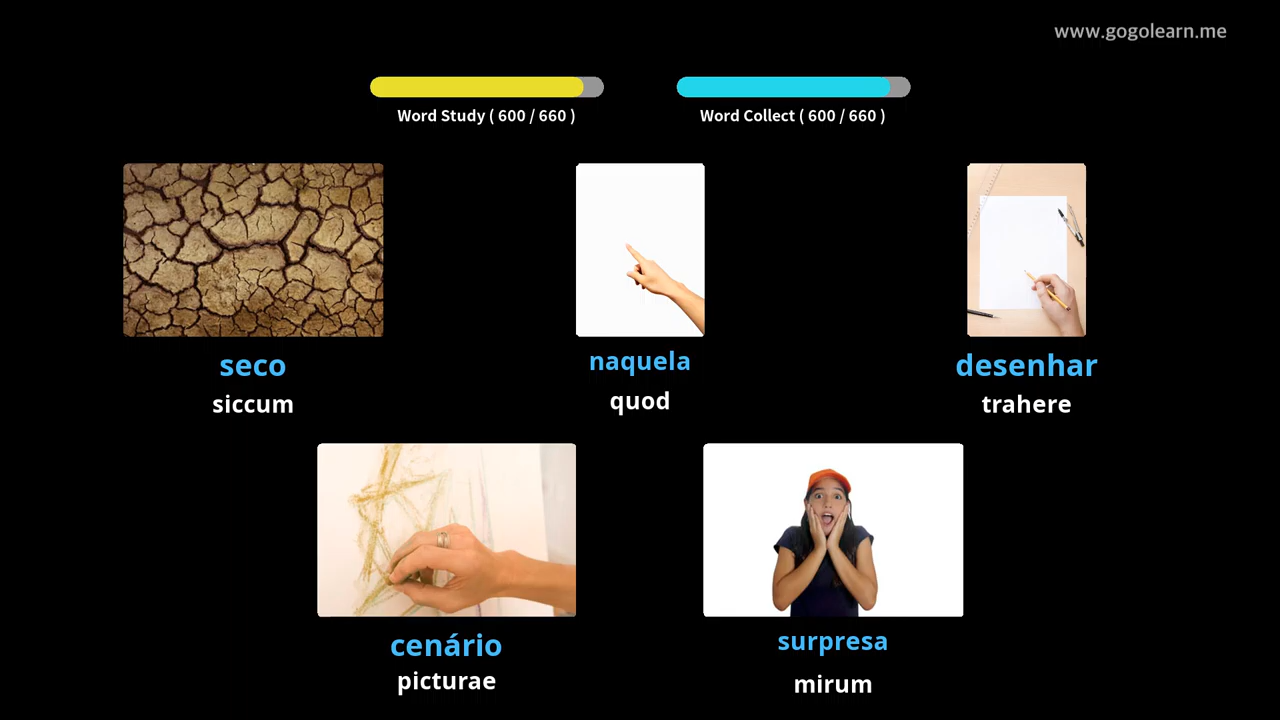 www.gogolearn.me
Word Study ( 600 / 660 )
Word Collect ( 600 / 660 )
seco
siccum
naquela
quod
desenhar
trahere
cenário
picturae
surpresa
mirum